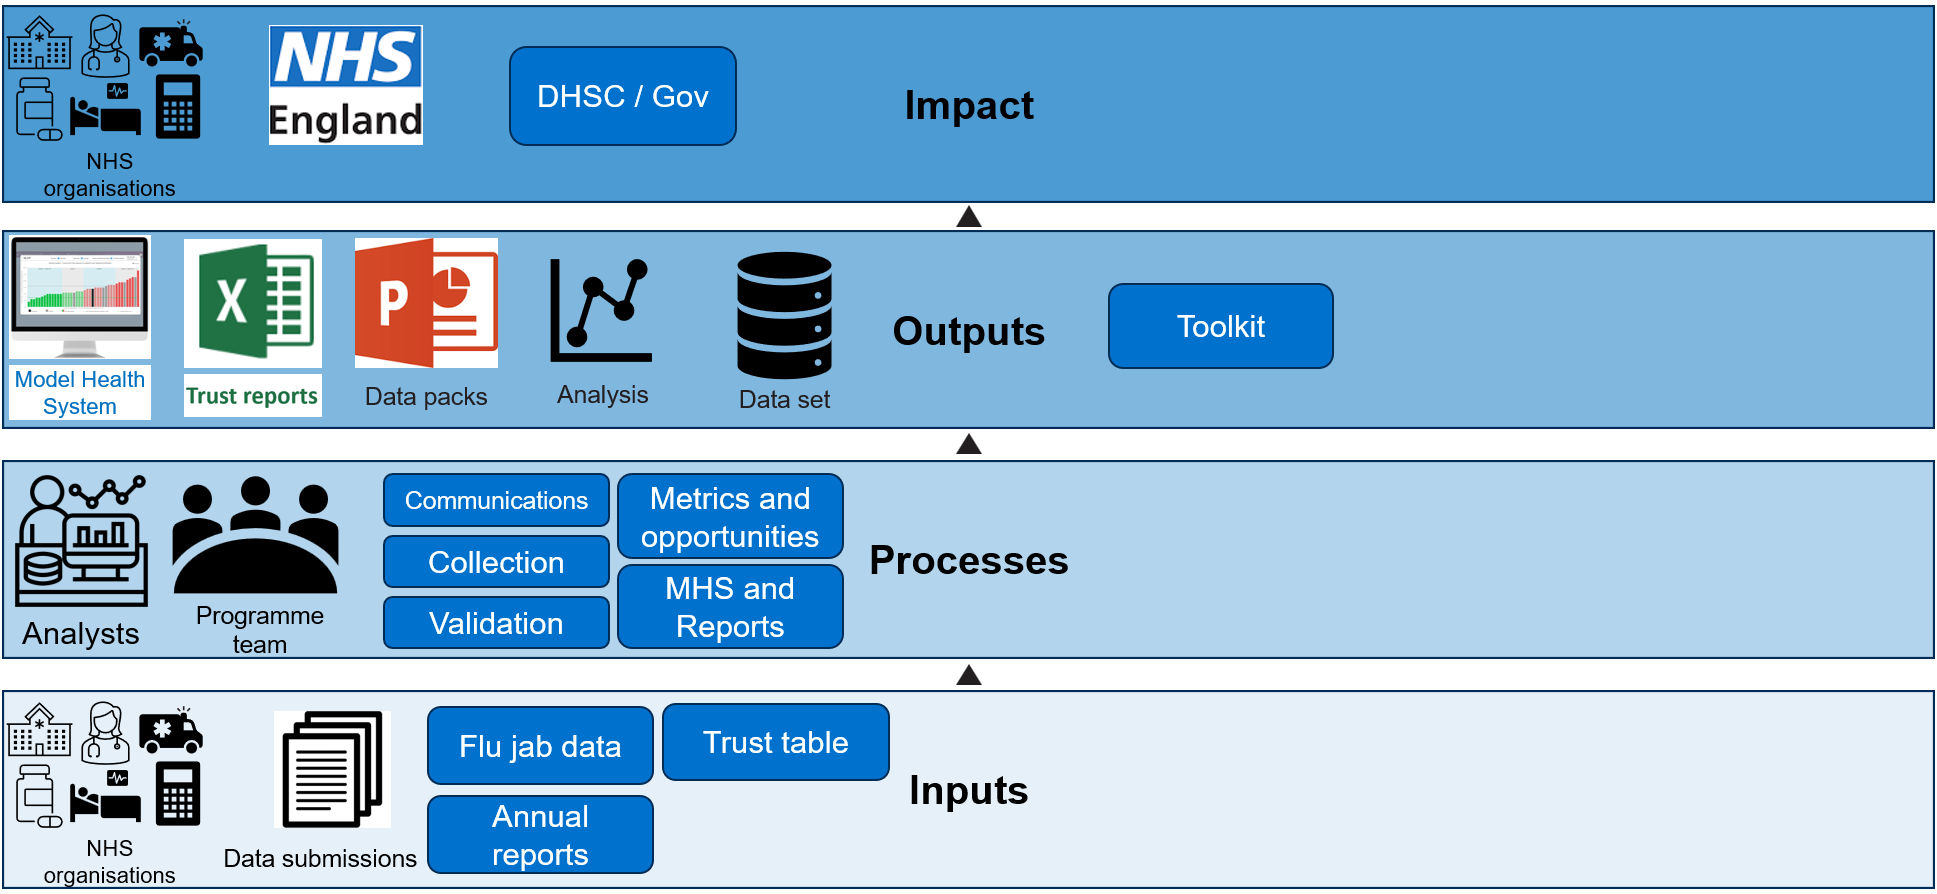 NHS
England
DHSC / Gov
Impact
NHS
organisations
X
P
Outputs
Toolkit
Model Health
System
Trust reports
Data packs
Analysis
Data set
Communications
Metrics and
opportunities
Collection
Processes
MHS and
Reports
Validation
Analysts
Programme
team
Flu jab data
Trust table
Inputs
Annual
reports
NHS
organisations
Data submissions